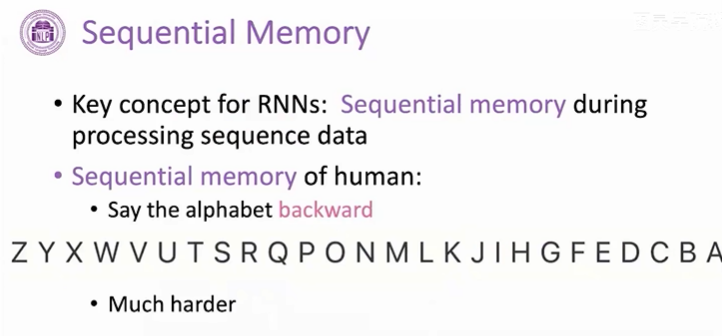 Sequential Memory
• Key concept for RNNs: Sequential memory during
processing sequence data
• Sequential memory of human:
• Say the alphabet backward
Z Y X W V U T S R Q P O N M L K J I H G F E D C B A
• Much harder